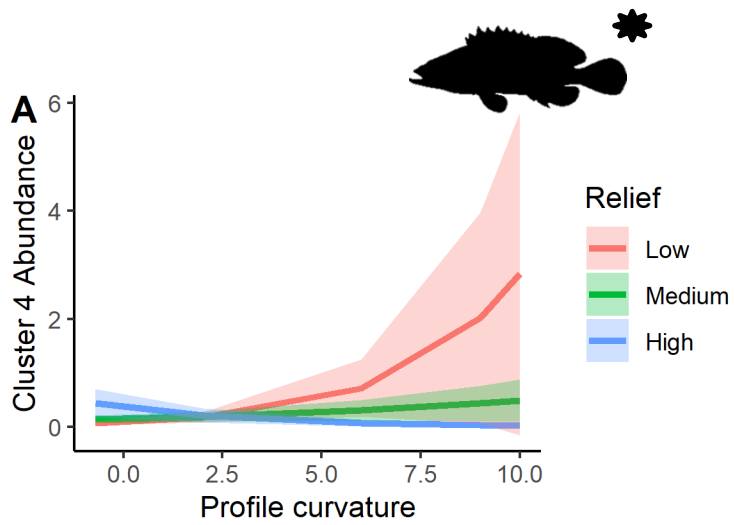 A
6
4
2
0
Cluster 4 Abundance
0.0 2.5 5.0 7.5 10.0
Profile curvature
Relief
Low
Medium
High